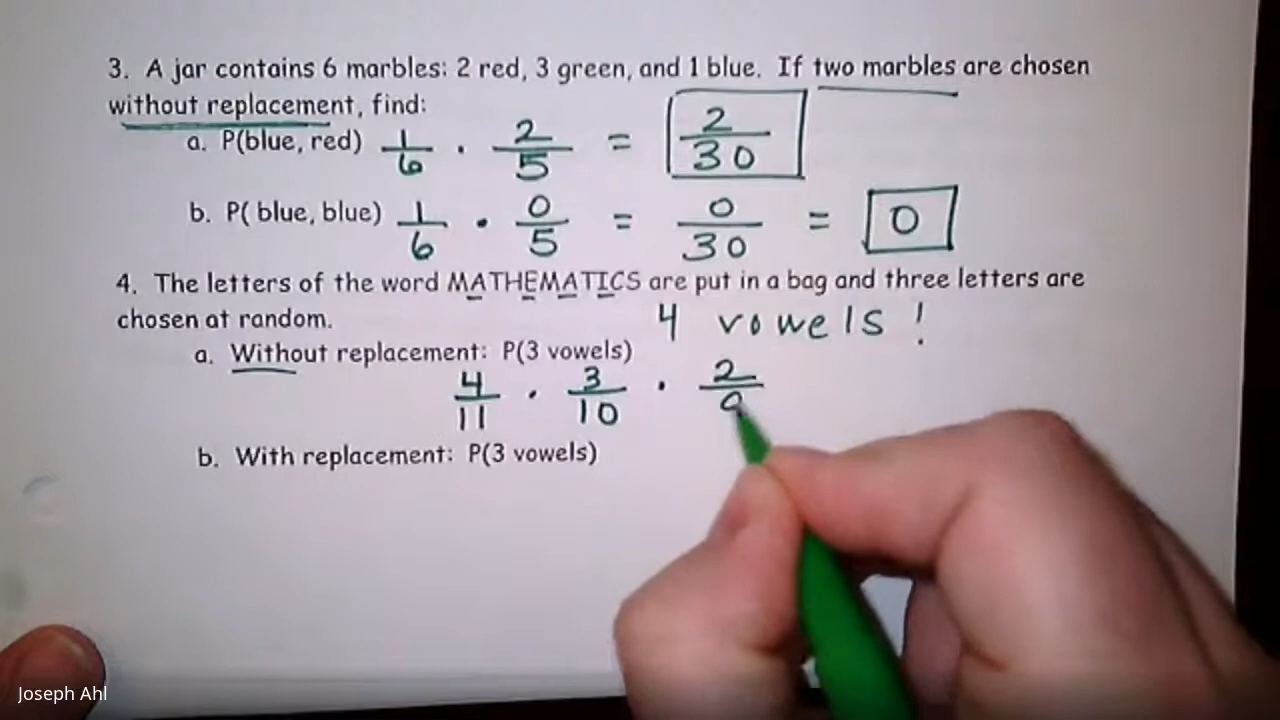 3. A jar contains 6 marbles: 2 red, 3 green, and 1 blue. If two marbles are chosen
without replacement, find:
a. P(blue, red) 1/6 · 2/5 = 2/30
b. P( blue, blue) 1/6 · 0/5 = 0/30 = 0
4. The letters of the word MATHEMATICS are put in a bag and three letters are
chosen at random.
4 vowels !
a. Without replacement: P(3 vowels)
4/11 · 3/10 · 2/9
b. With replacement: P(3 vowels)
Joseph Ahl